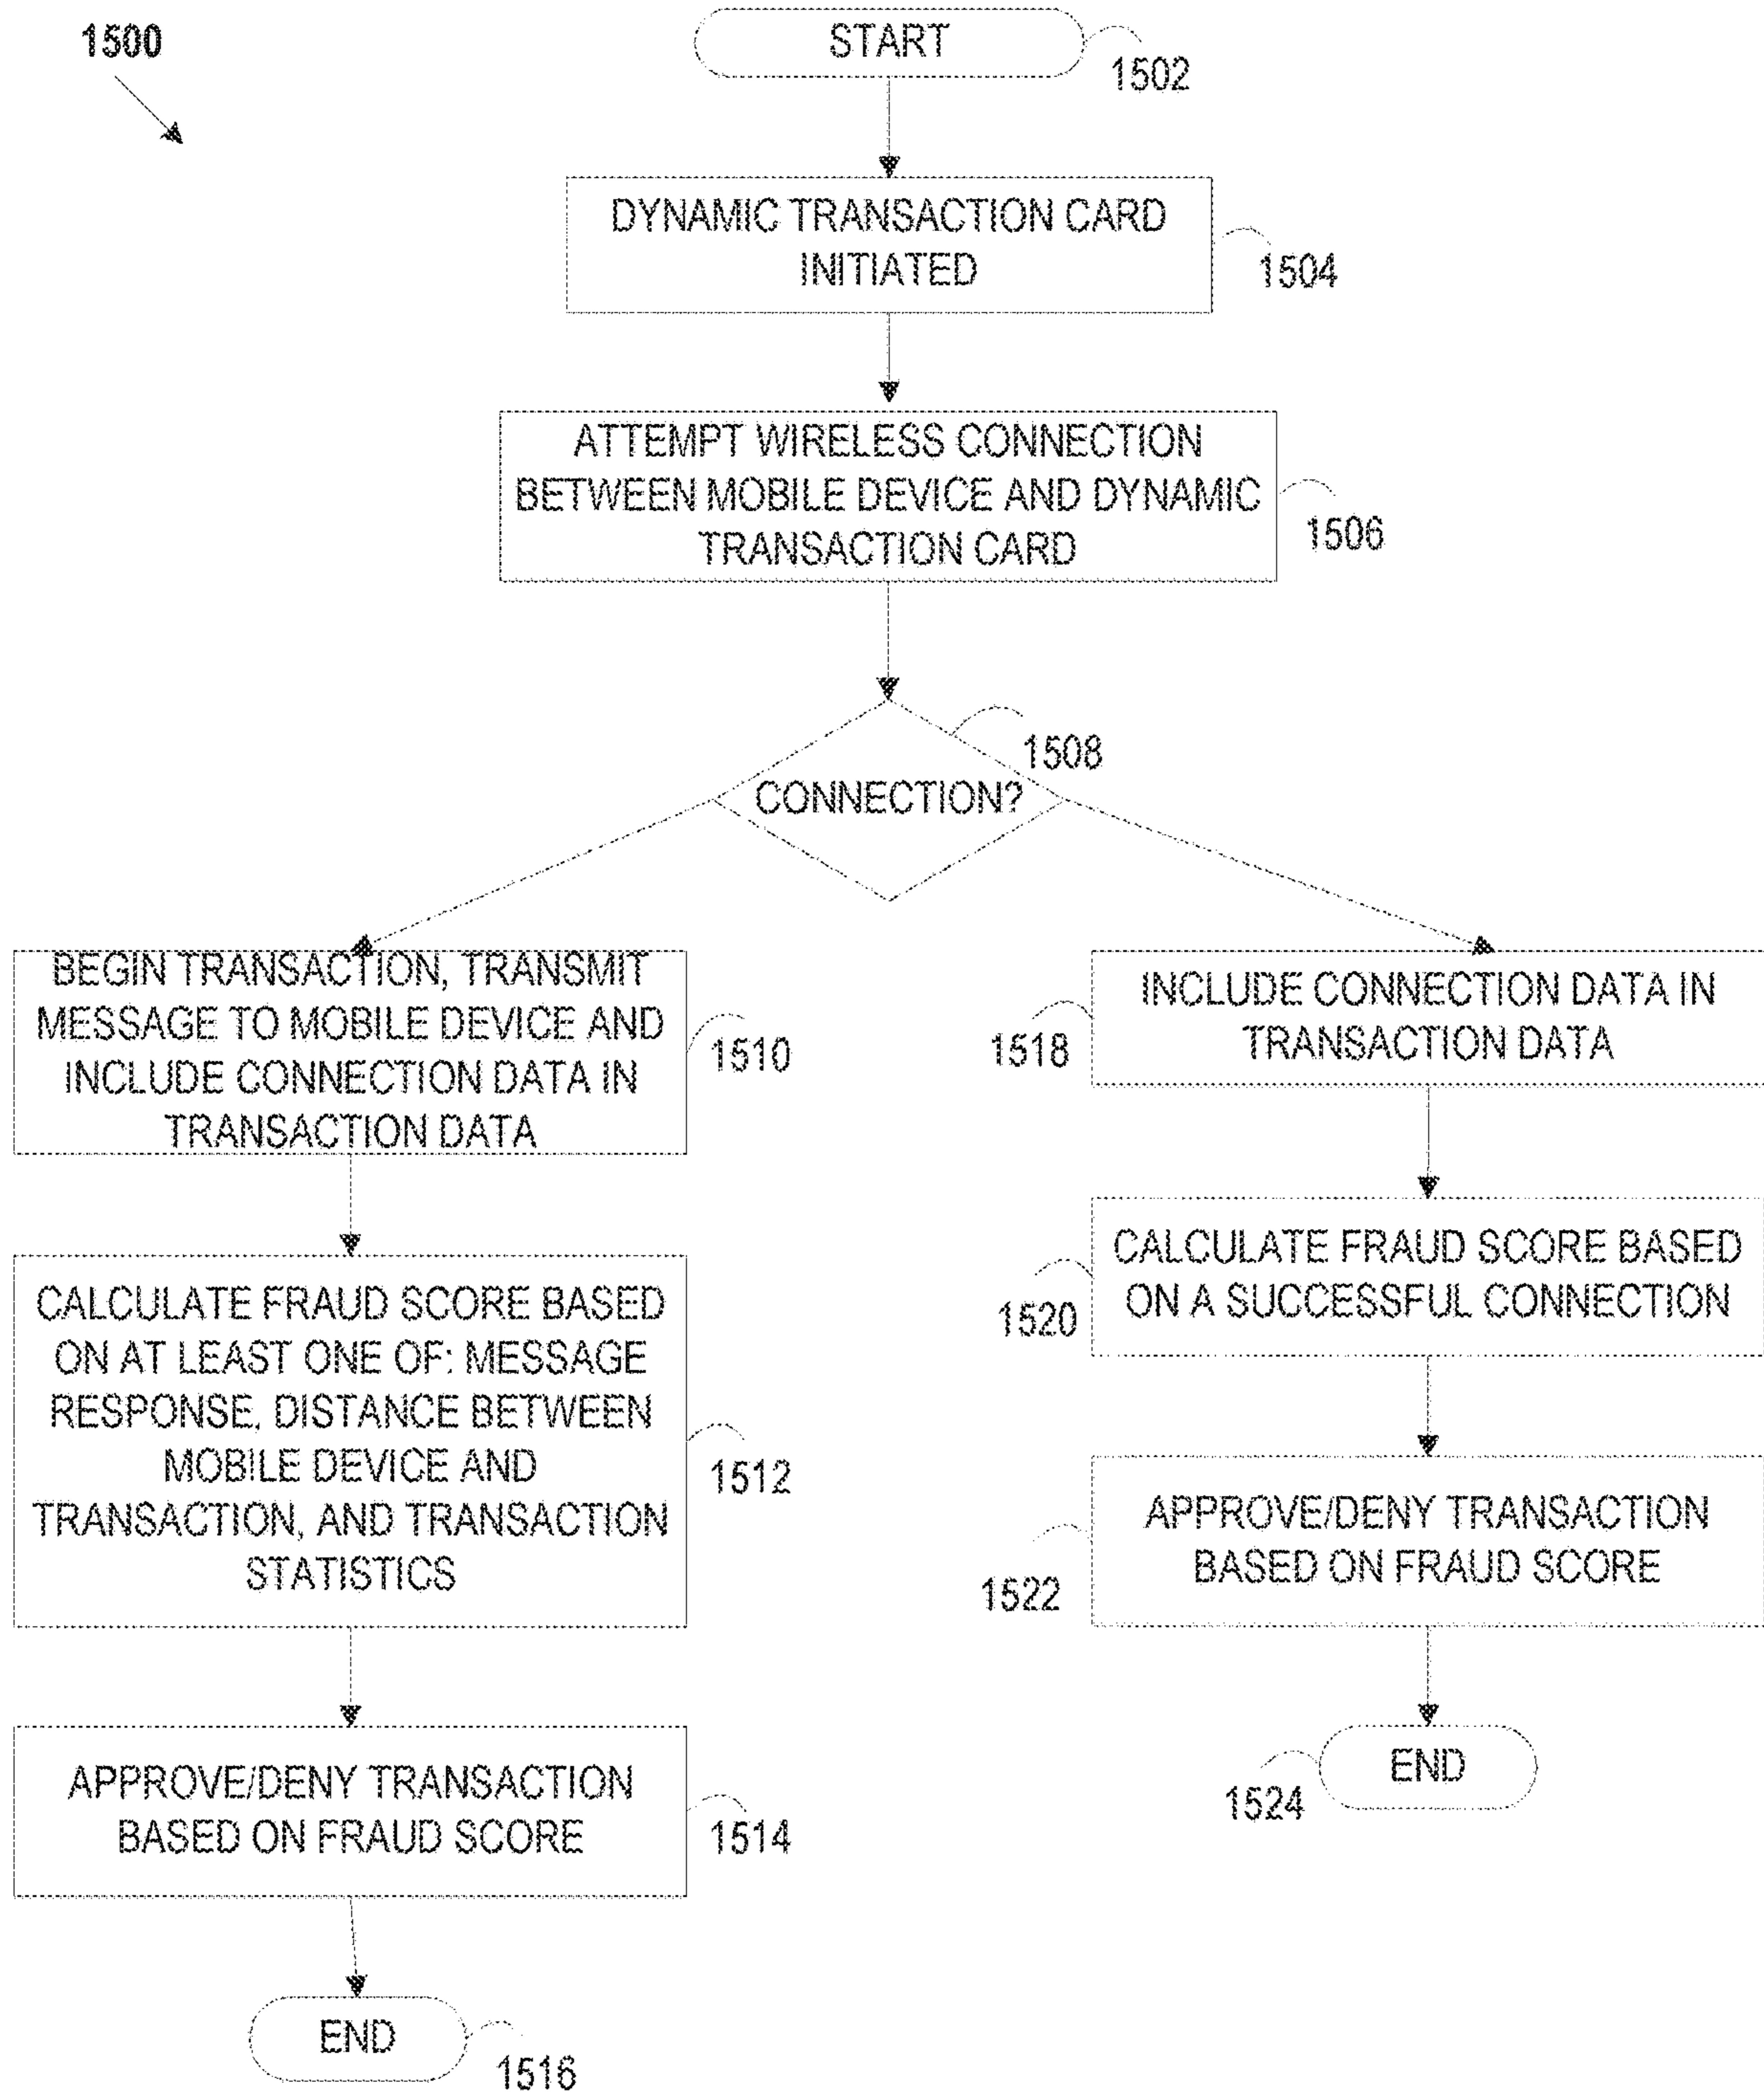 1500
START
1502
DYNAMIC TRANSACTION CARD
INITIATED
1504
ATTEMPT WIRELESS CONNECTION
BETWEEN MOBILE DEVICE AND DYNAMIC
TRANSACTION CARD
1506
1508
CONNECTION?
BEGIN TRANSACTION, TRANSMIT
MESSAGE TO MOBILE DEVICE AND
INCLUDE CONNECTION DATA IN
TRANSACTION DATA
1510
CALCULATE FRAUD SCORE BASED
ON AT LEAST ONE OF: MESSAGE
RESPONSE, DISTANCE BETWEEN
MOBILE DEVICE AND
TRANSACTION, AND TRANSACTION
STATISTICS
1512
APPROVE/DENY TRANSACTION
BASED ON FRAUD SCORE
1514
END
1516
INCLUDE CONNECTION DATA IN
TRANSACTION DATA
1518
CALCULATE FRAUD SCORE BASED
ON A SUCCESSFUL CONNECTION
1520
APPROVE/DENY TRANSACTION
BASED ON FRAUD SCORE
1522
END
1524